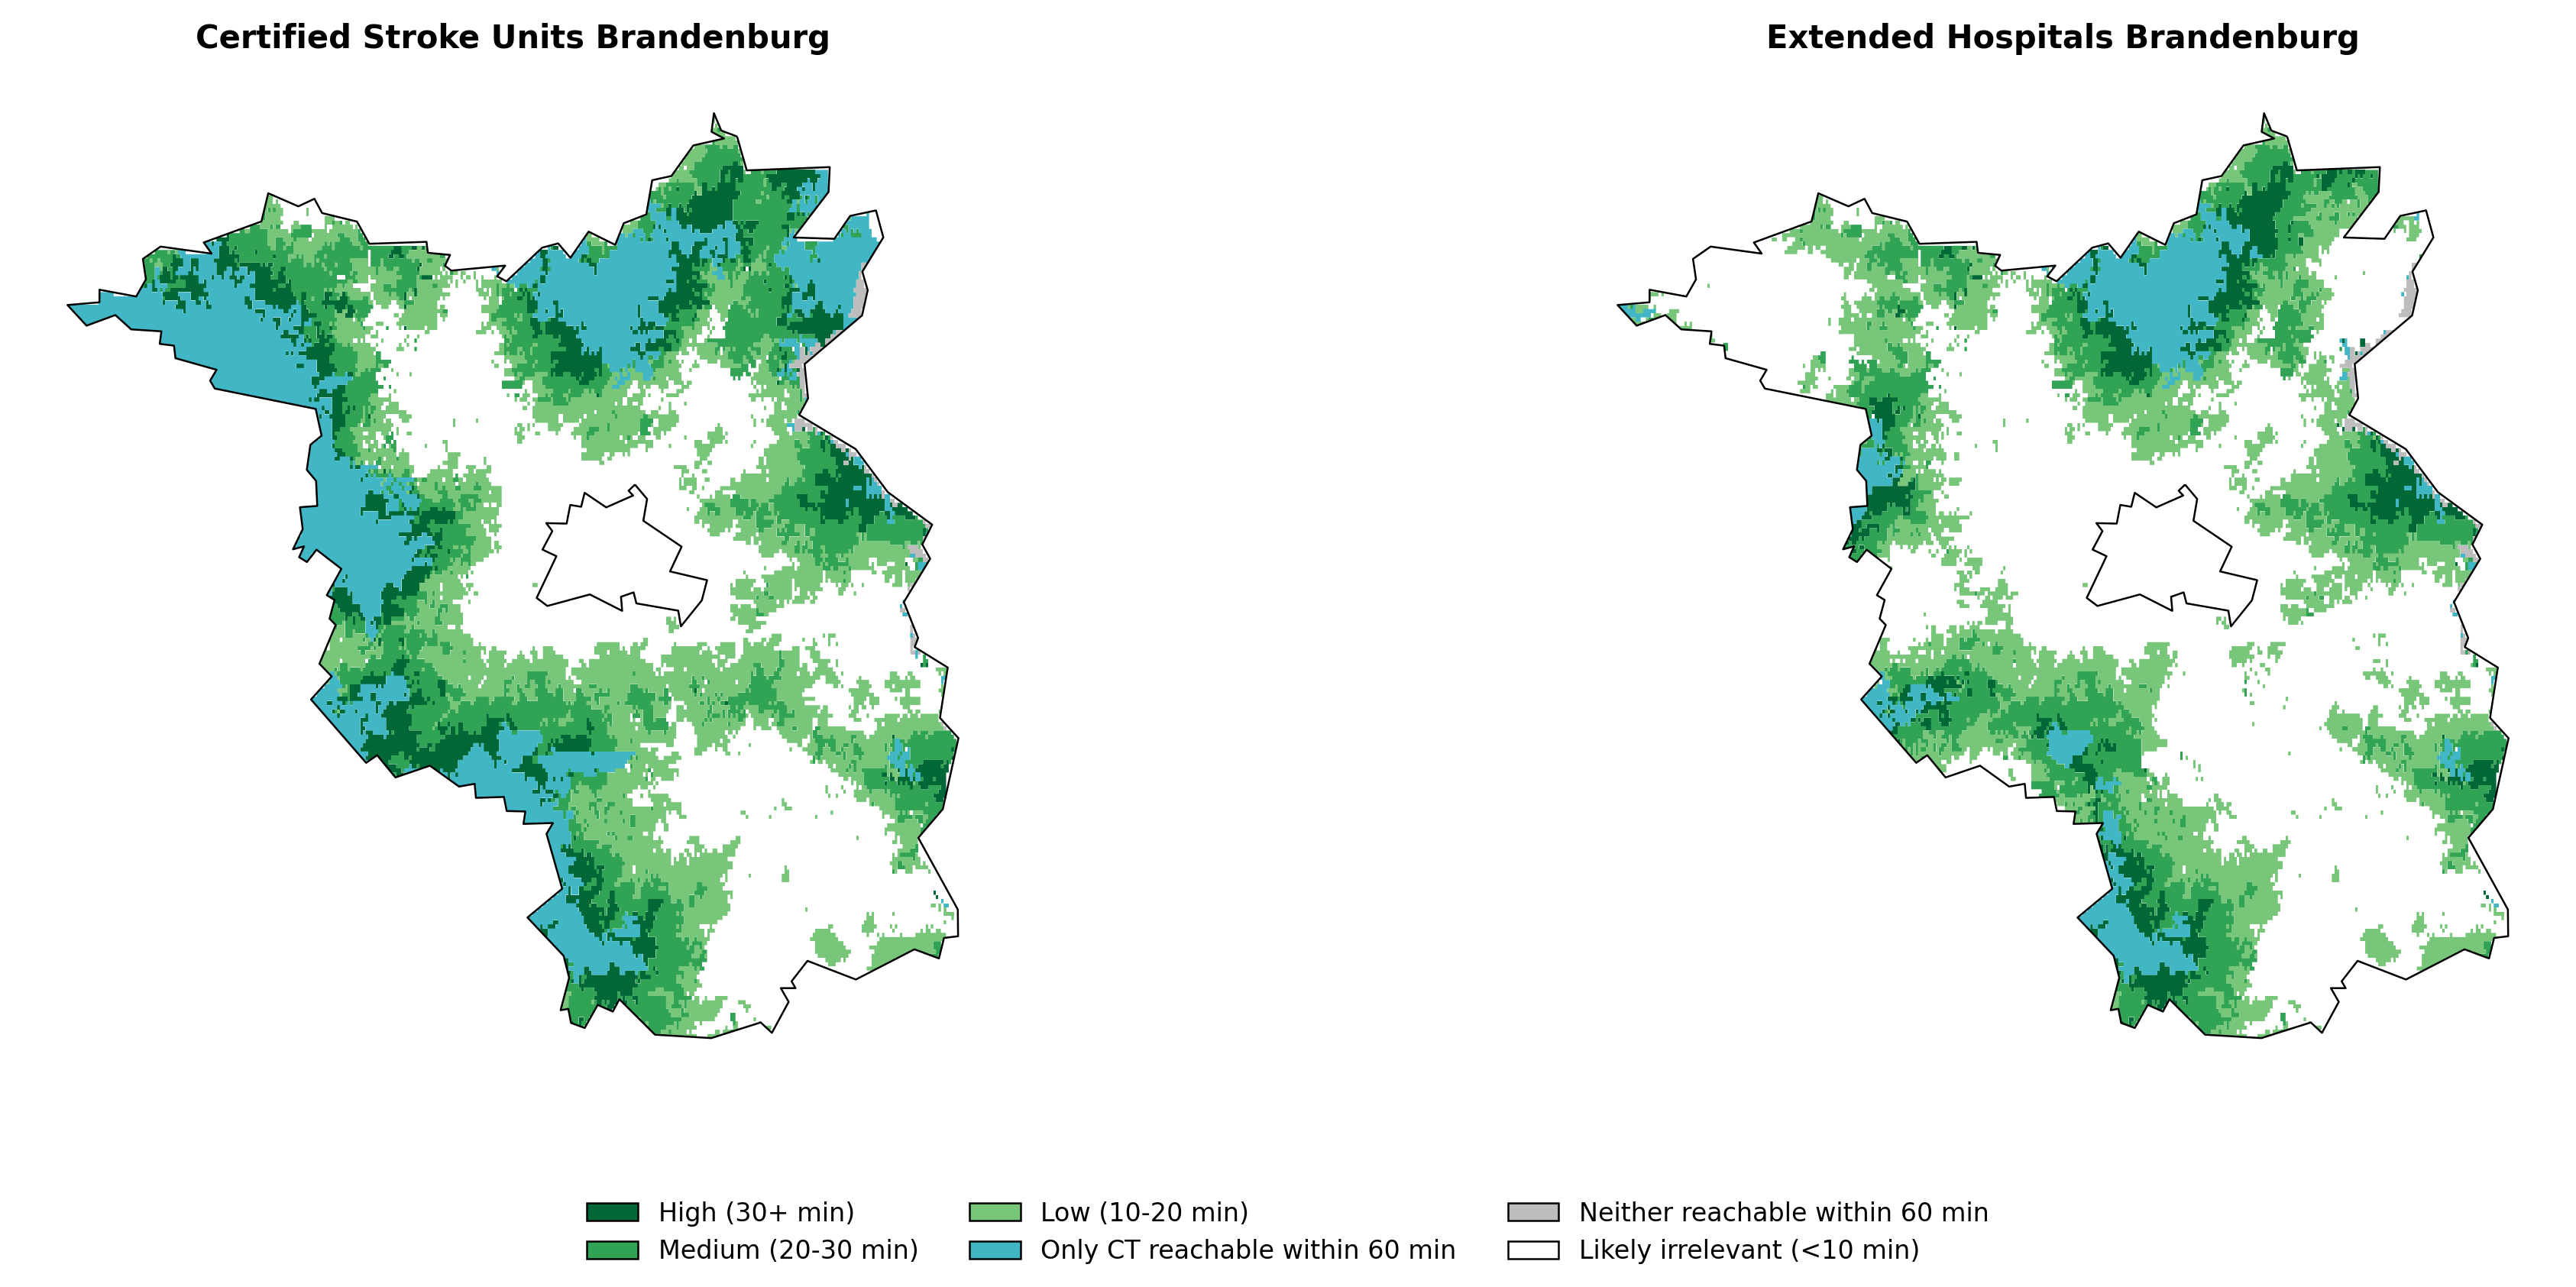 Certified Stroke Units Brandenburg
Extended Hospitals Brandenburg
High (30+ min)
Medium (20-30 min)
Low (10-20 min)
Only CT reachable within 60 min
Neither reachable within 60 min
Likely irrelevant (<10 min)